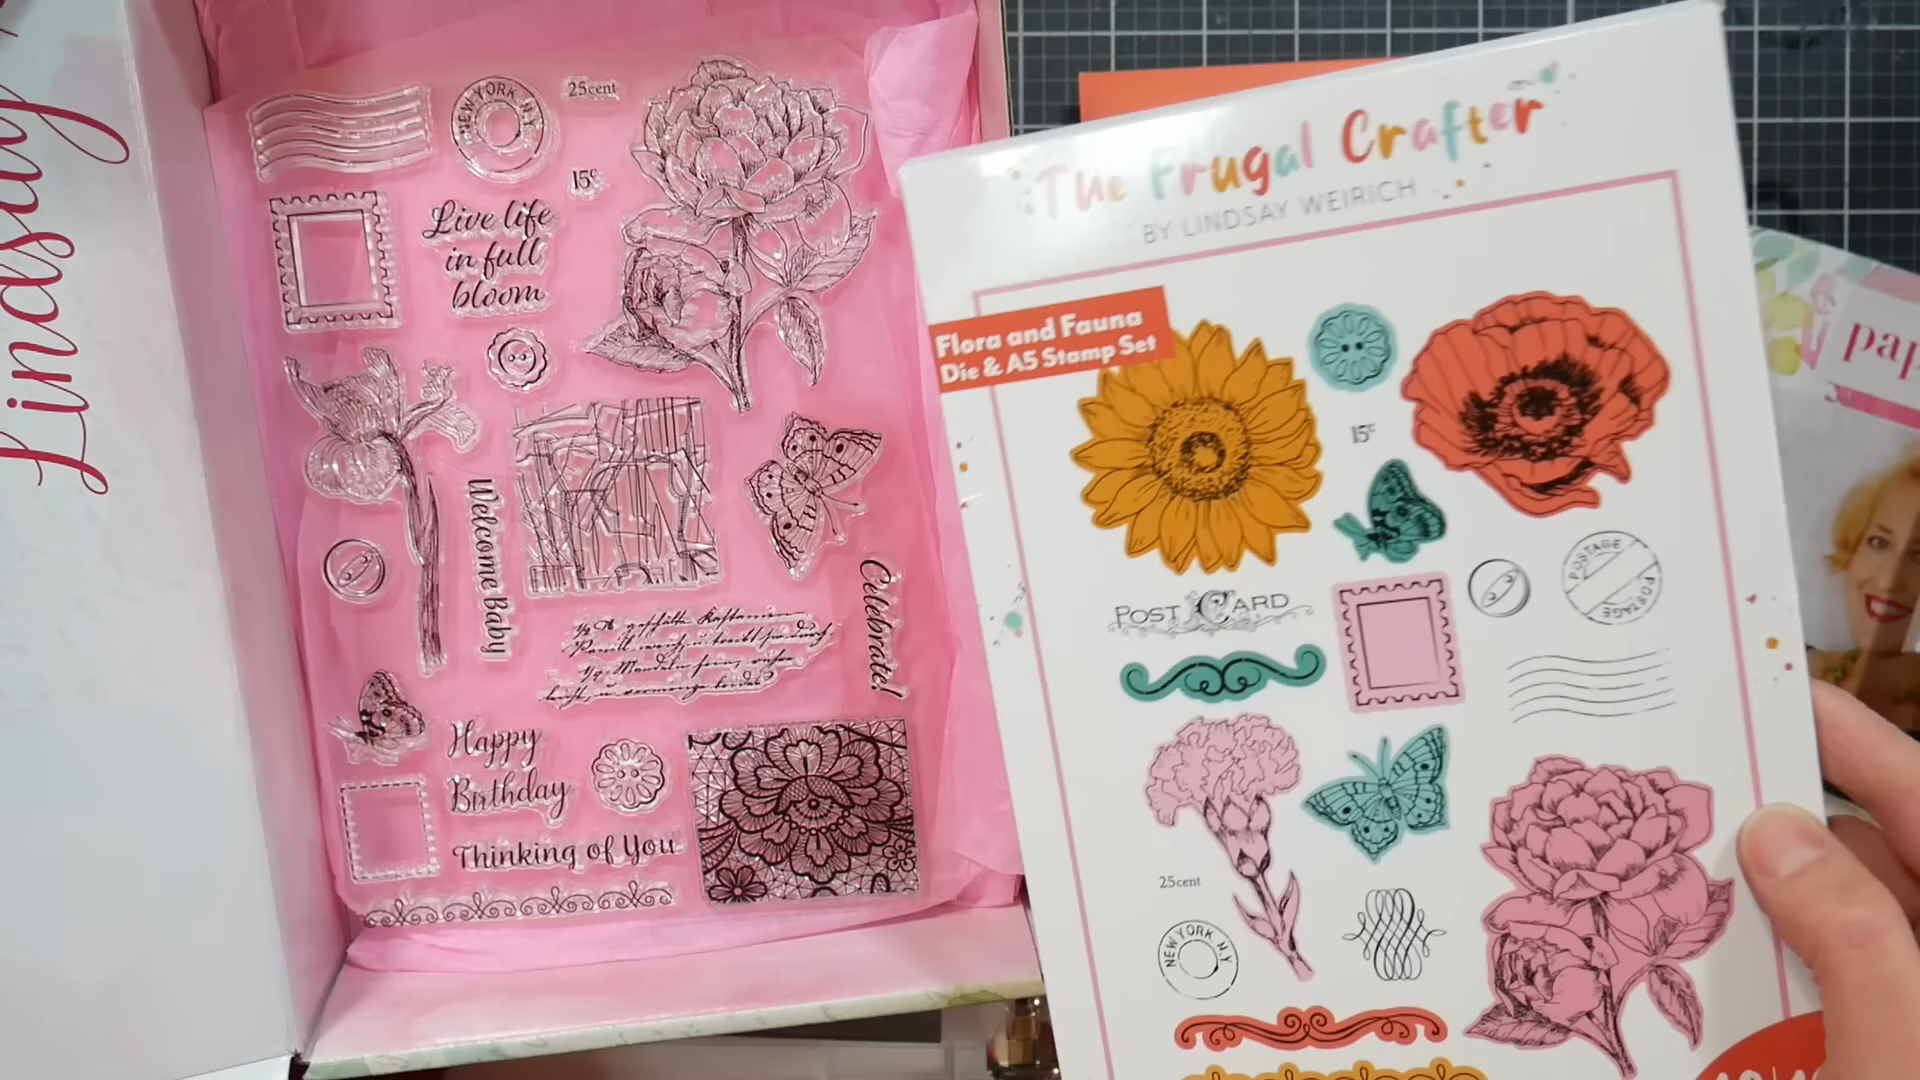 Lindsay
NEW YORK, N.Y.
25cent
15c
Live life
in full
bloom
Welcome Baby
Celebrate!
Happy
Birthday
Thinking of You
The Frugal Crafter
BY LINDSAY WEIRICH
Flora and Fauna
Die & A5 Stamp Set
15c
POST CARD
POSTAGE
POSTAGE
25cent
NEW YORK, N.Y.
pap